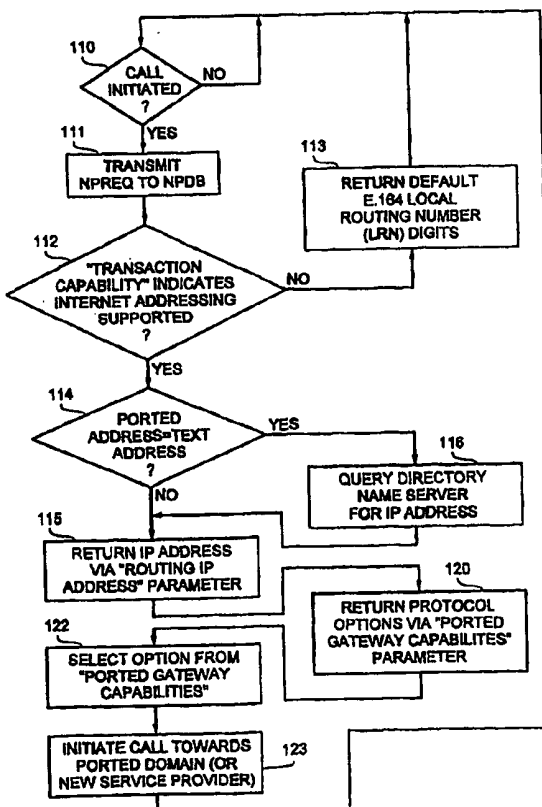 110
CALL
INITIATED
?
NO
YES
111
TRANSMIT
NPREQ TO NPDB
113
RETURN DEFAULT
E.164 LOCAL
ROUTING NUMBER
(LRN) DIGITS
112
"TRANSACTION
CAPABILITY" INDICATES
INTERNET ADDRESSING
SUPPORTED
?
NO
YES
114
PORTED
ADDRESS=TEXT
ADDRESS
?
YES
NO
116
QUERY DIRECTORY
NAME SERVER
FOR IP ADDRESS
115
RETURN IP ADDRESS
VIA "ROUTING IP
ADDRESS" PARAMETER
120
RETURN PROTOCOL
OPTIONS VIA "PORTED
GATEWAY CAPABILITES"
PARAMETER
122
SELECT OPTION FROM
"PORTED GATEWAY
CAPABILITIES"
INITIATE CALL TOWARDS
PORTED DOMAIN (OR
NEW SERVICE PROVIDER)
123